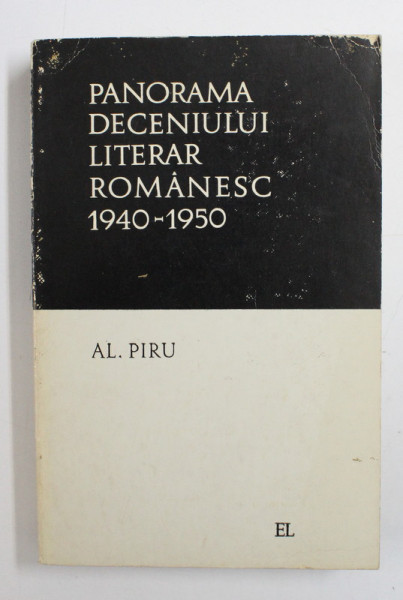 PANORAMA
DECENIULUI
LITERAR
ROMÂNESC
1940-1950
AL. PIRU
EL